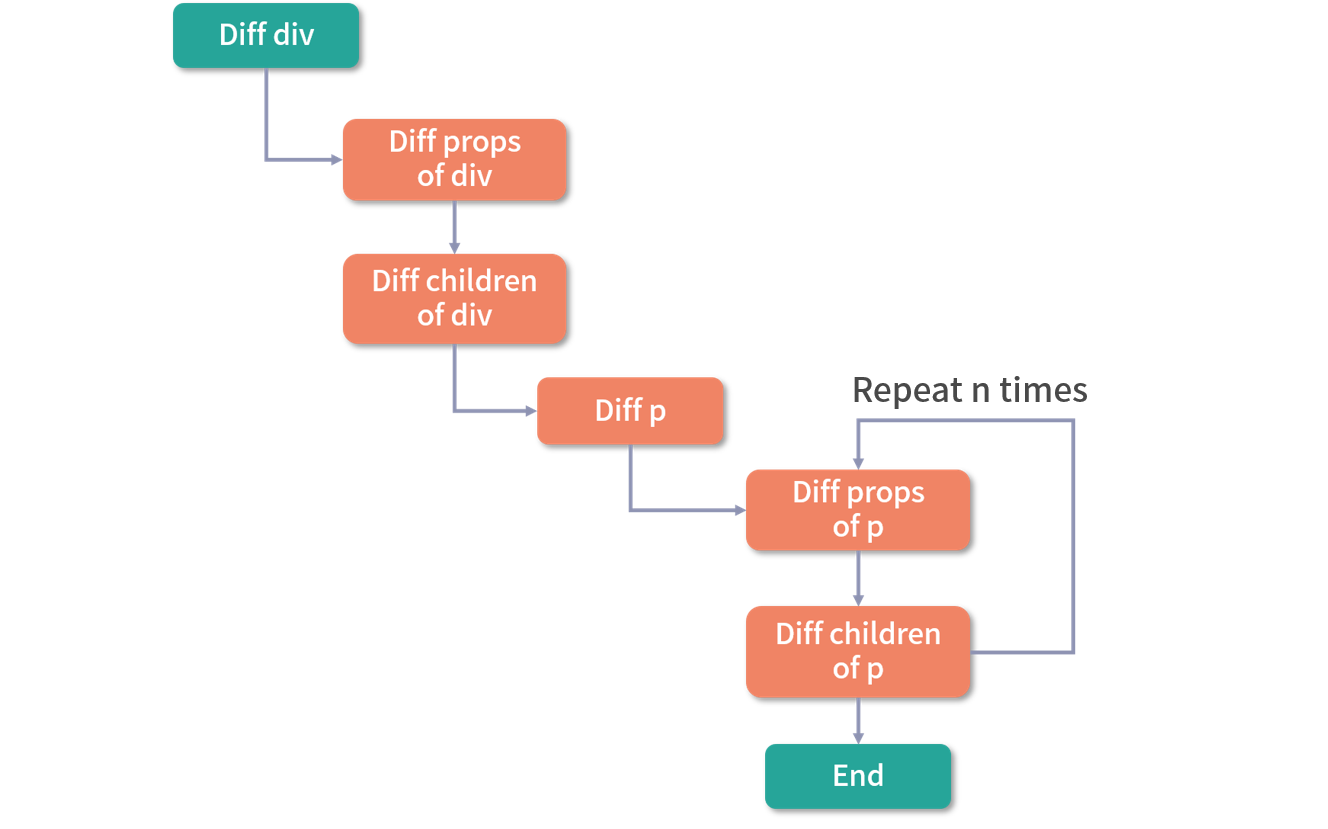 Diff div
Diff props
of div
Diff children
of div
Diff p
Repeat n times
Diff props
of p
Diff children
of p
End